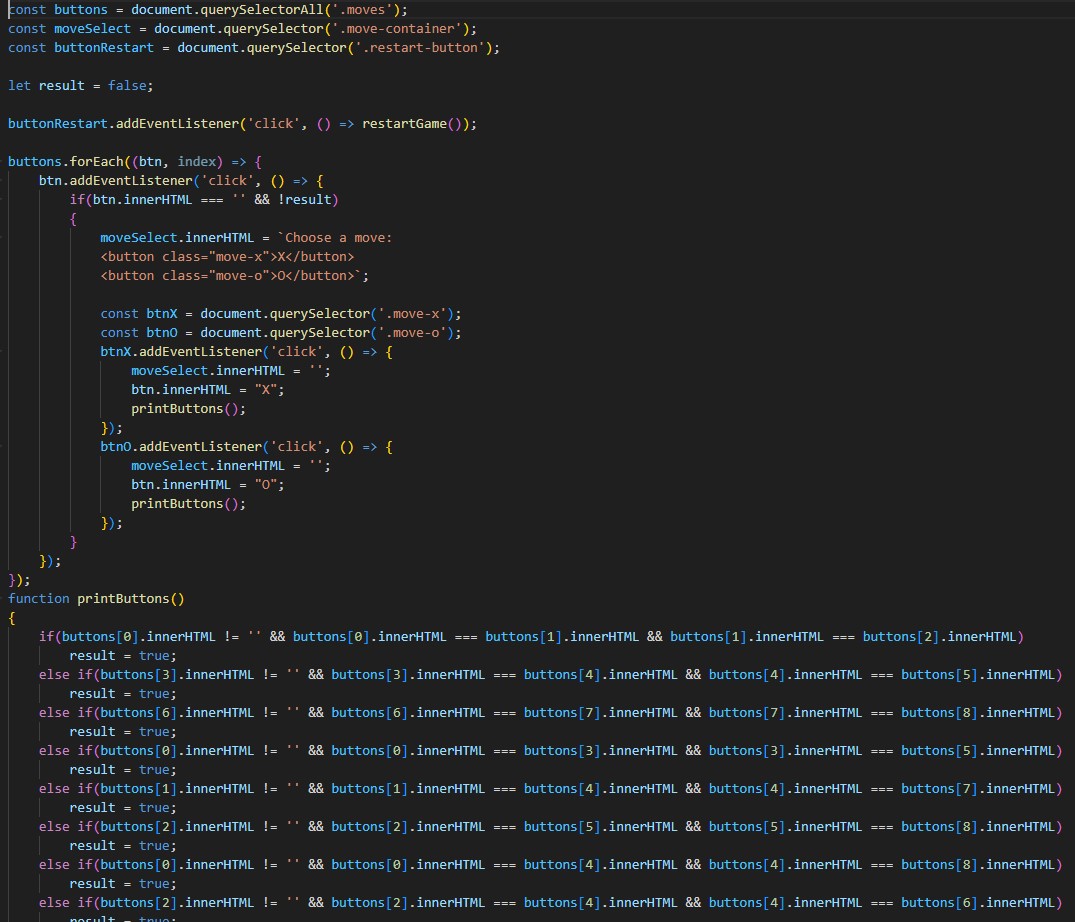 const buttons = document.querySelectorAll('.moves');
const moveSelect = document.querySelector('.move-container');
const buttonRestart = document.querySelector('.restart-button');
let result = false;
buttonRestart.addEventListener('click', () => restartGame());
buttons.forEach((btn, index) => {
btn.addEventListener('click', () => {
if(btn.innerHTML === '' && !result)
{
moveSelect.innerHTML = `Choose a move:
<button class="move-x">X</button>
<button class="move-o">O</button>`;
const btnX = document.querySelector('.move-x');
const btnO = document.querySelector('.move-o');
btnX.addEventListener('click', () => {
moveSelect.innerHTML = '';
btn.innerHTML = "X";
printButtons();
});
btnO.addEventListener('click', () => {
moveSelect.innerHTML = '';
btn.innerHTML = "O";
printButtons();
});
}
});
});
function printButtons()
{
if(buttons[0].innerHTML != '' && buttons[0].innerHTML === buttons[1].innerHTML && buttons[1].innerHTML === buttons[2].innerHTML)
result = true;
else if(buttons[3].innerHTML != '' && buttons[3].innerHTML === buttons[4].innerHTML && buttons[4].innerHTML === buttons[5].innerHTML)
result = true;
else if(buttons[6].innerHTML != '' && buttons[6].innerHTML === buttons[7].innerHTML && buttons[7].innerHTML === buttons[8].innerHTML)
result = true;
else if(buttons[0].innerHTML != '' && buttons[0].innerHTML === buttons[3].innerHTML && buttons[3].innerHTML === buttons[5].innerHTML)
result = true;
else if(buttons[1].innerHTML != '' && buttons[1].innerHTML === buttons[4].innerHTML && buttons[4].innerHTML === buttons[7].innerHTML)
result = true;
else if(buttons[2].innerHTML != '' && buttons[2].innerHTML === buttons[5].innerHTML && buttons[5].innerHTML === buttons[8].innerHTML)
result = true;
else if(buttons[0].innerHTML != '' && buttons[0].innerHTML === buttons[4].innerHTML && buttons[4].innerHTML === buttons[8].innerHTML)
result = true;
else if(buttons[2].innerHTML != '' && buttons[2].innerHTML === buttons[4].innerHTML && buttons[4].innerHTML === buttons[6].innerHTML)
result = true;